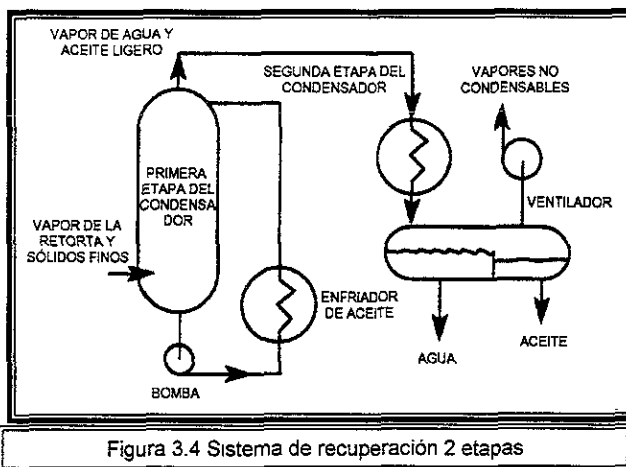 VAPOR DE AGUA Y
ACEITE LIGERO
SEGUNDA ETAPA DEL
CONDENSADOR
VAPORES NO
CONDENSABLES
PRIMERA
ETAPA DEL
CONDENSA
DOR
VENTILADOR
VAPOR DE LA
RETORTA Y
SÓLIDOS FINOS
ENFRIADOR
DE ACEITE
AGUA
ACEITE
BOMBA
Figura 3.4 Sistema de recuperación 2 etapas